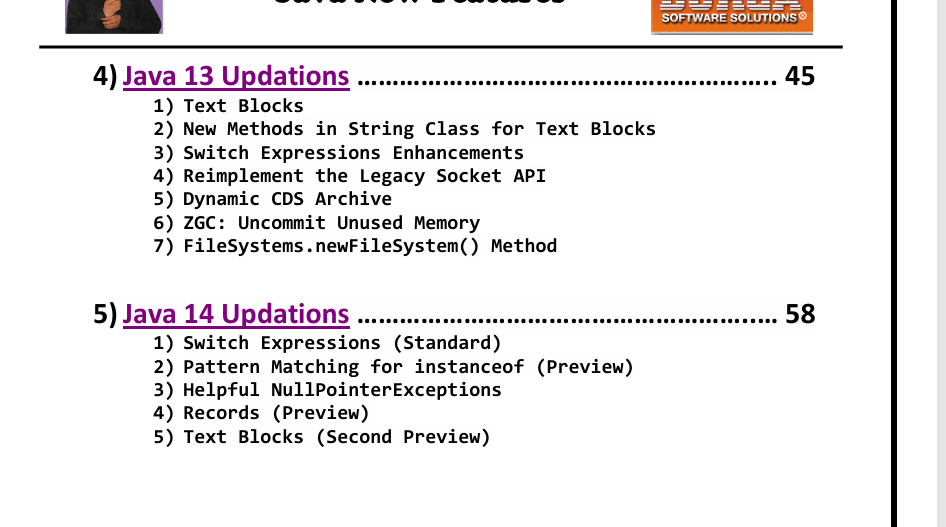 SOFTWARE SOLUTIONS®
4) Java 13 Updations ………………………………………………………….. 45
1) Text Blocks
2) New Methods in String Class for Text Blocks
3) Switch Expressions Enhancements
4) Reimplement the Legacy Socket API
5) Dynamic CDS Archive
6) ZGC: Uncommit Unused Memory
7) FileSystems.newFileSystem() Method
5) Java 14 Updations ……………………………………………………..…. 58
1) Switch Expressions (Standard)
2) Pattern Matching for instanceof (Preview)
3) Helpful NullPointerExceptions
4) Records (Preview)
5) Text Blocks (Second Preview)